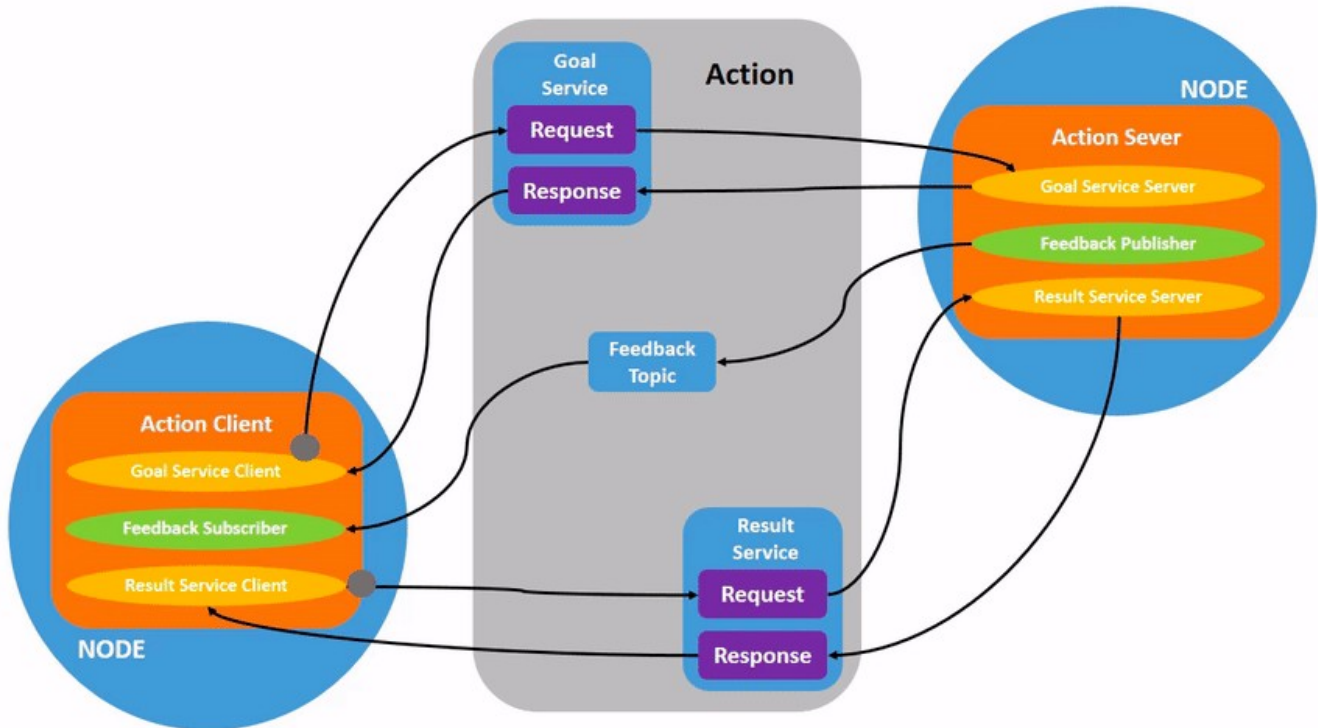 Goal
Service
Request
Response
Action
NODE
Action Sever
Goal Service Server
Feedback Publisher
Result Service Server
Feedback
Topic
Action Client
Goal Service Client
Feedback Subscriber
Result Service Client
NODE
Result
Service
Request
Response